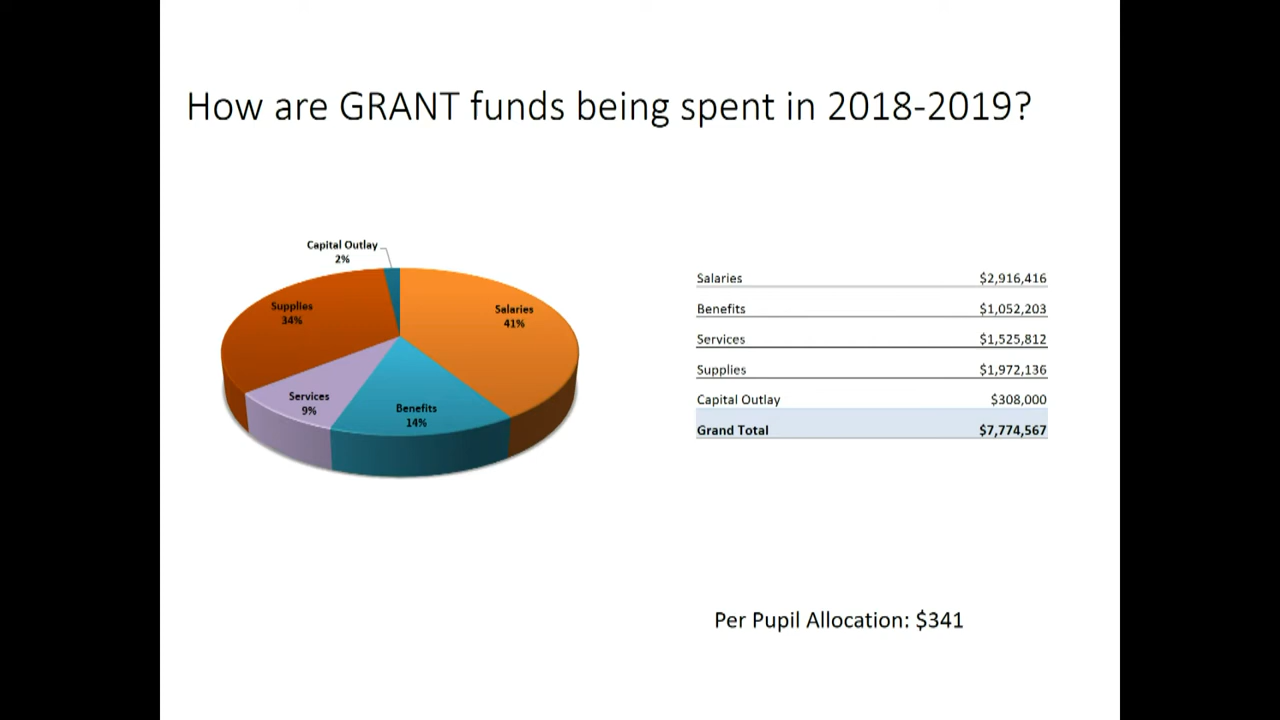 How are GRANT funds being spent in 2018-2019?
Capital Outlay
2%
Supplies
34%
Salaries
41%
Services
9%
Benefits
14%
Salaries $2,916,416
Benefits $1,052,203
Services $1,525,812
Supplies $1,972,136
Capital Outlay $308,000
Grand Total $7,774,567
Per Pupil Allocation: $341